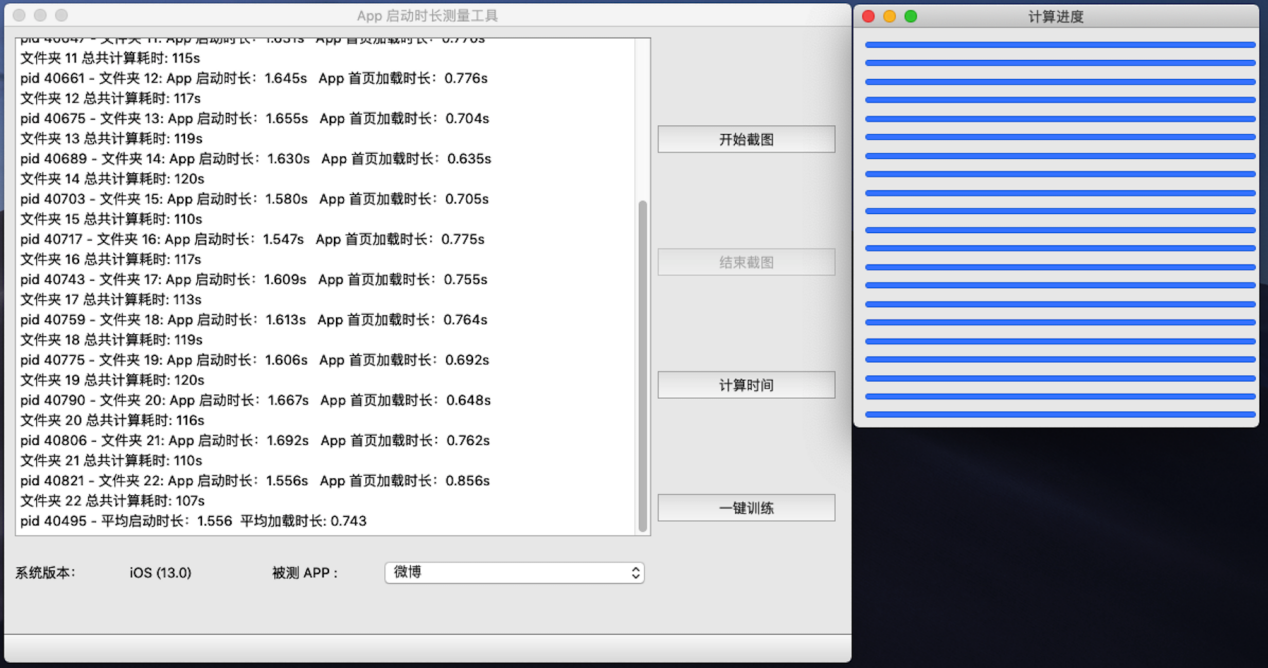 App 启动时长测量工具
计算进度
文件夹 11 总共计算耗时: 115s
pid 40661 - 文件夹 12: App 启动时长：1.645s App 首页加载时长：0.776s
文件夹 12 总共计算耗时: 117s
pid 40675 - 文件夹 13: App 启动时长：1.655s App 首页加载时长：0.704s
文件夹 13 总共计算耗时: 119s
pid 40689 - 文件夹 14: App 启动时长：1.630s App 首页加载时长：0.635s
文件夹 14 总共计算耗时: 120s
pid 40703 - 文件夹 15: App 启动时长：1.580s App 首页加载时长：0.705s
文件夹 15 总共计算耗时: 110s
pid 40717 - 文件夹 16: App 启动时长：1.547s App 首页加载时长：0.775s
文件夹 16 总共计算耗时: 117s
pid 40743 - 文件夹 17: App 启动时长：1.609s App 首页加载时长：0.755s
文件夹 17 总共计算耗时: 113s
pid 40759 - 文件夹 18: App 启动时长：1.613s App 首页加载时长：0.764s
文件夹 18 总共计算耗时: 119s
pid 40775 - 文件夹 19: App 启动时长：1.606s App 首页加载时长：0.692s
文件夹 19 总共计算耗时: 120s
pid 40790 - 文件夹 20: App 启动时长：1.667s App 首页加载时长：0.648s
文件夹 20 总共计算耗时: 116s
pid 40806 - 文件夹 21: App 启动时长：1.692s App 首页加载时长：0.762s
文件夹 21 总共计算耗时: 110s
pid 40821 - 文件夹 22: App 启动时长：1.556s App 首页加载时长：0.856s
文件夹 22 总共计算耗时: 107s
pid 40495 - 平均启动时长：1.556 平均加载时长: 0.743
开始截图
结束截图
计算时间
一键训练
系统版本： iOS (13.0) 被测 APP： 微博